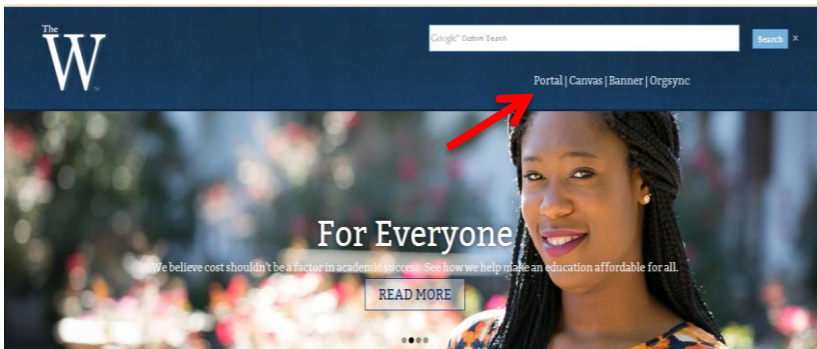 The
W
Google™ Custom Search
Search ×
Portal | Canvas | Banner | Orgsync
For Everyone
We believe cost shouldn't be a factor in academic success. See how we help make an education affordable for all.
READ MORE